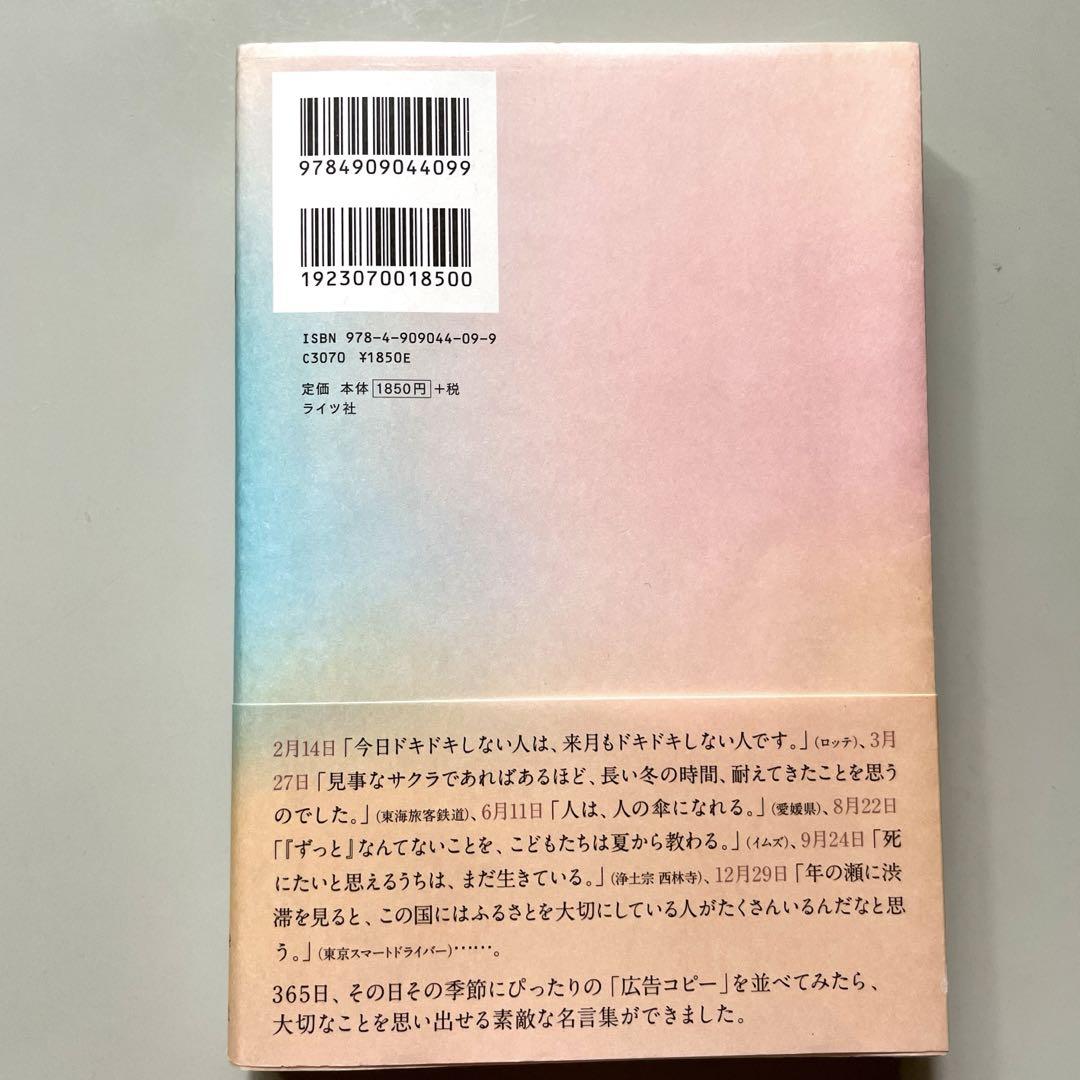 9784909044099
1923070018500
ISBN 978-4-909044-09-9
C3070 ¥1850E
定価 本体 1850円 +税
ライツ社
2月14日「今日ドキドキしない人は、来月もドキドキしない人です。」(ロッテ)、3月
27日「見事なサクラであればあるほど、長い冬の時間、耐えてきたことを思う
のでした。」(東海旅客鉄道)、6月11日「人は、人の傘になれる。」(愛媛県)、8月22日
「『ずっと』なんてないことを、こどもたちは夏から教わる。」(イムズ)、9月24日「死
にたいと思えるうちは、まだ生きている。」(浄土宗 西林寺)、12月29日「年の瀬に渋
滞を見ると、この国にはふるさとを大切にしている人がたくさんいるんだなと思
う。」(東京スマートドライバー)……。
365日、その日その季節にぴったりの「広告コピー」を並べてみたら、
大切なことを思い出せる素敵な名言集ができました。